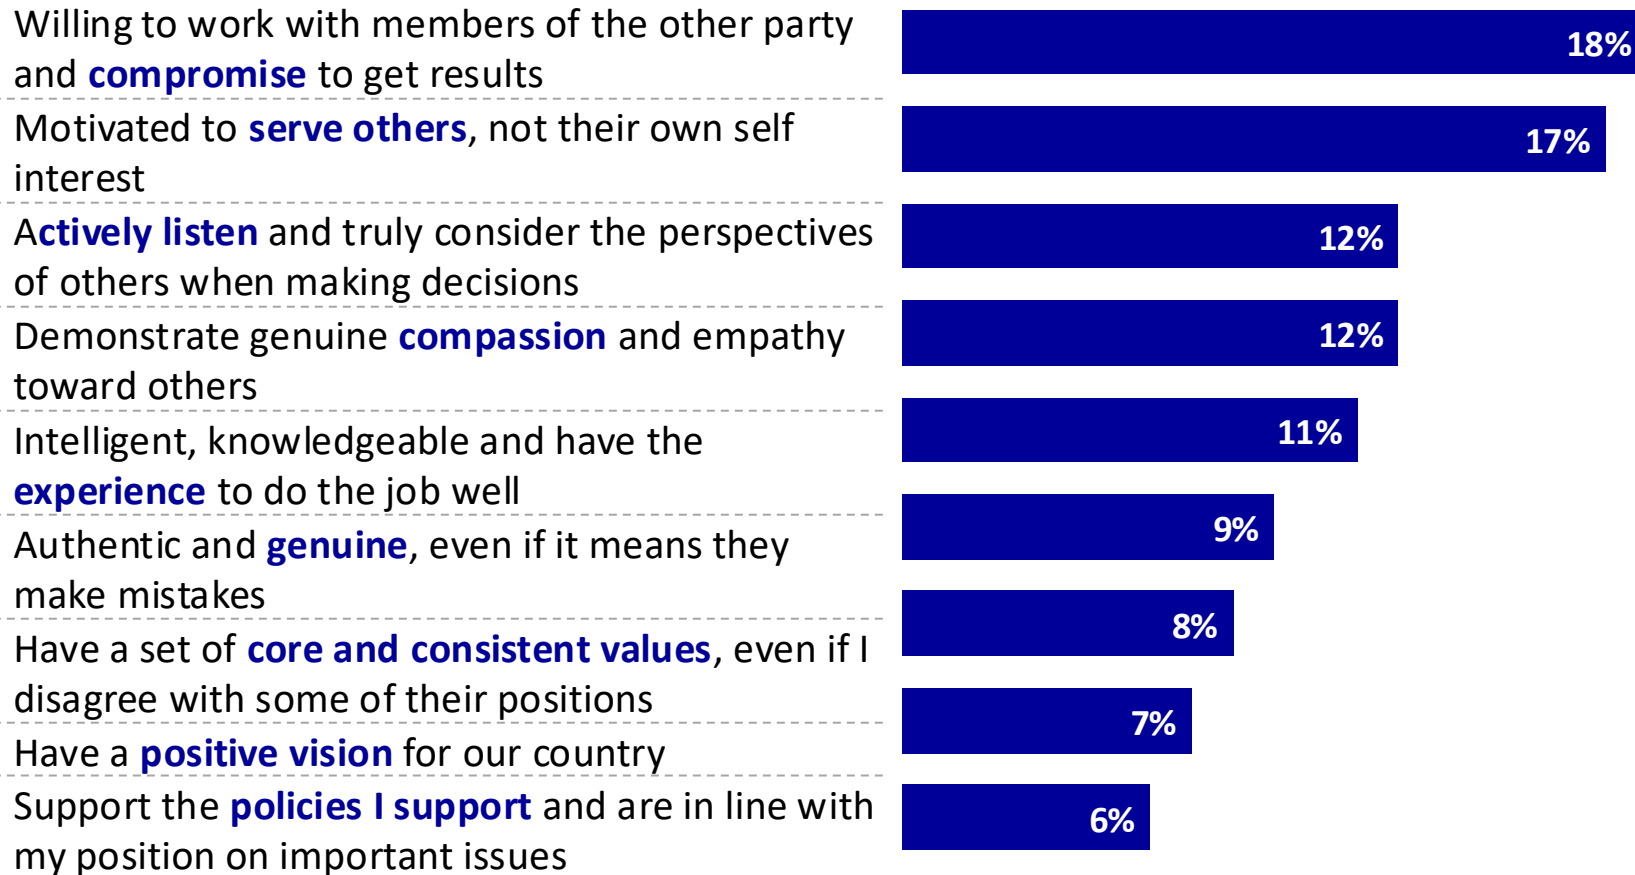 Willing to work with members of the other party
and compromise to get results
18%
Motivated to serve others, not their own self
interest
17%
Actively listen and truly consider the perspectives
of others when making decisions
12%
Demonstrate genuine compassion and empathy
toward others
12%
Intelligent, knowledgeable and have the
experience to do the job well
11%
Authentic and genuine, even if it means they
make mistakes
9%
Have a set of core and consistent values, even if I
disagree with some of their positions
8%
Have a positive vision for our country
7%
Support the policies I support and are in line with
my position on important issues
6%